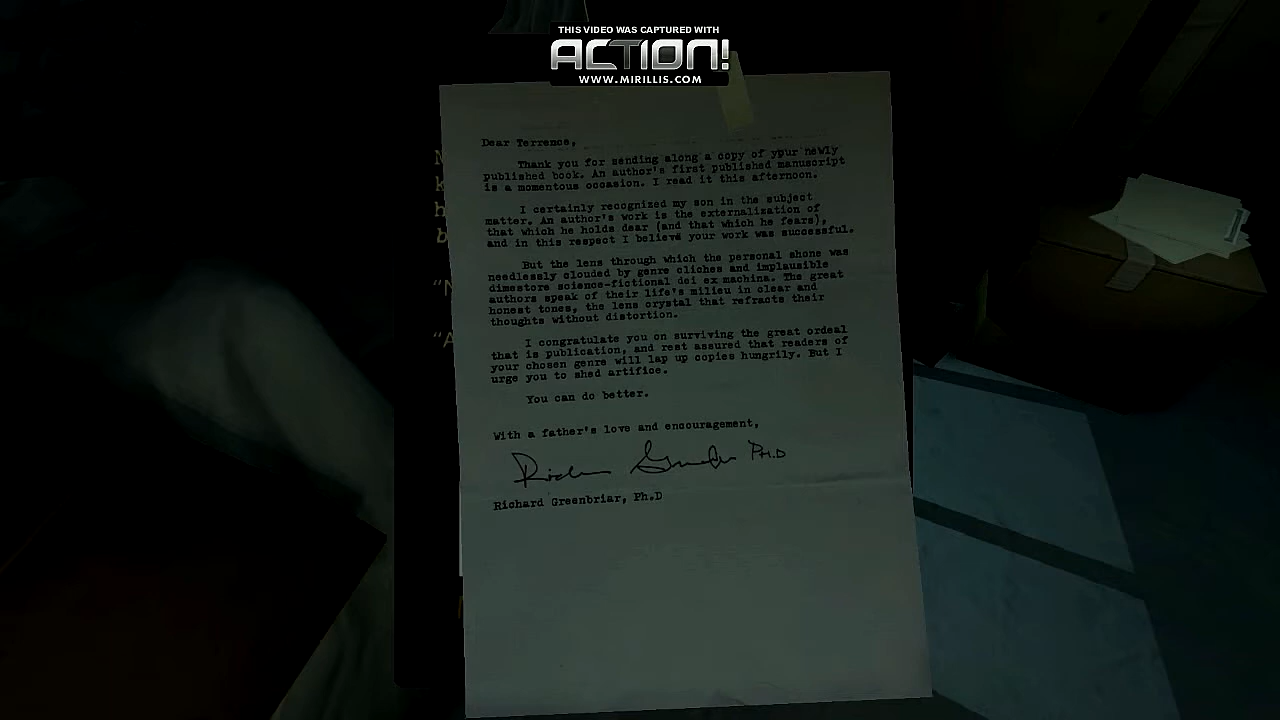 THIS VIDEO WAS CAPTURED WITH
ACTION!
WWW.MIRILLIS.COM
Dear Terrence,
Thank you for sending along a copy of your newly
published book. An author's first published manuscript
is a momentous occasion. I read it this afternoon.
I certainly recognized my son in the subject
matter. An author's work is the externalization of
that which he holds dear (and that which he fears),
and in this respect I believe your work was successful.
But the lens through which the personal shone was
needlessly clouded by genre cliches and implausible
dimestore science-fictional dei ex machina. The great
authors speak of their life's milieu in clear and
honest tones, the lens crystal that refracts their
thoughts without distortion.
I congratulate you on surviving the great ordeal
that is publication, and rest assured that readers of
your chosen genre will lap up copies hungrily. But I
urge you to shed artifice.
You can do better.
With a father's love and encouragement,
Richard Greenbriar PH.D
Richard Greenbriar, Ph.D